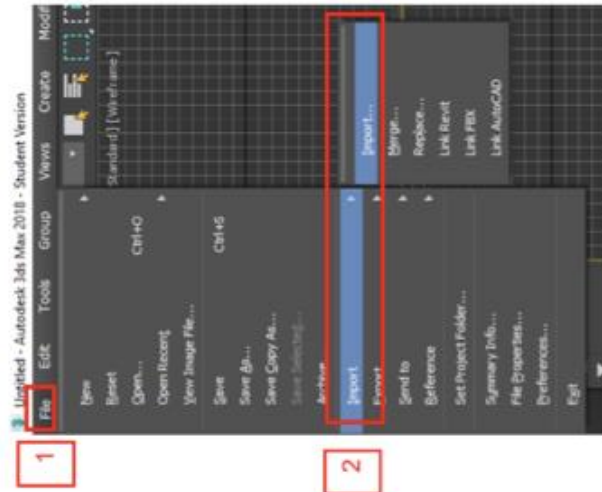 Untitled - Autodesk 3ds Max 2018 - Student Version
File Edit Tools Group Views Create Modif
1
New
Reset
Open... Ctrl+O
Open Recent
View Image File...
Save Ctrl+S
Save As...
Save Copy As...
Save Selected...
Archive
2
Import
Export
Send to
Reference
Set Project Folder...
Summary Info...
File Properties...
Preferences...
Exit
Standard ] [Wireframe ]
Import...
Merge...
Replace...
Link Revit
Link FBX
Link AutoCAD